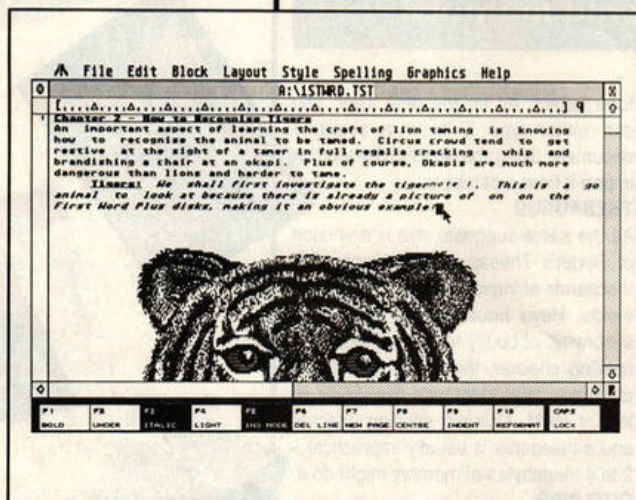 File Edit Block Layout Style Spelling Graphics Help
A:\1STWRD.TST
Chapter 2 - How to Recognise Tigers
An important aspect of learning the craft of lion taming is knowing
how to recognise the animal to be tamed. Circus crowd tend to get
restive at the sight of a tamer in full regalia cracking a whip and
brandishing a chair at an okapi. Plus of course, Okapi are much more
dangerous than lions and harder to tame.
Tigers: We shall first investigate the This is a
animal to look at because there is already a picture of on on the
First Word Plus disks, making it an obvious example!
F1 F2 F3 F4 F5 F6 F7 F8 F9 F10 CAPS
BOLD UNDER ITALIC LIGHT INS MODE DEL LINE NEW PAGE CENTRE INDENT REFORMAT LOCK